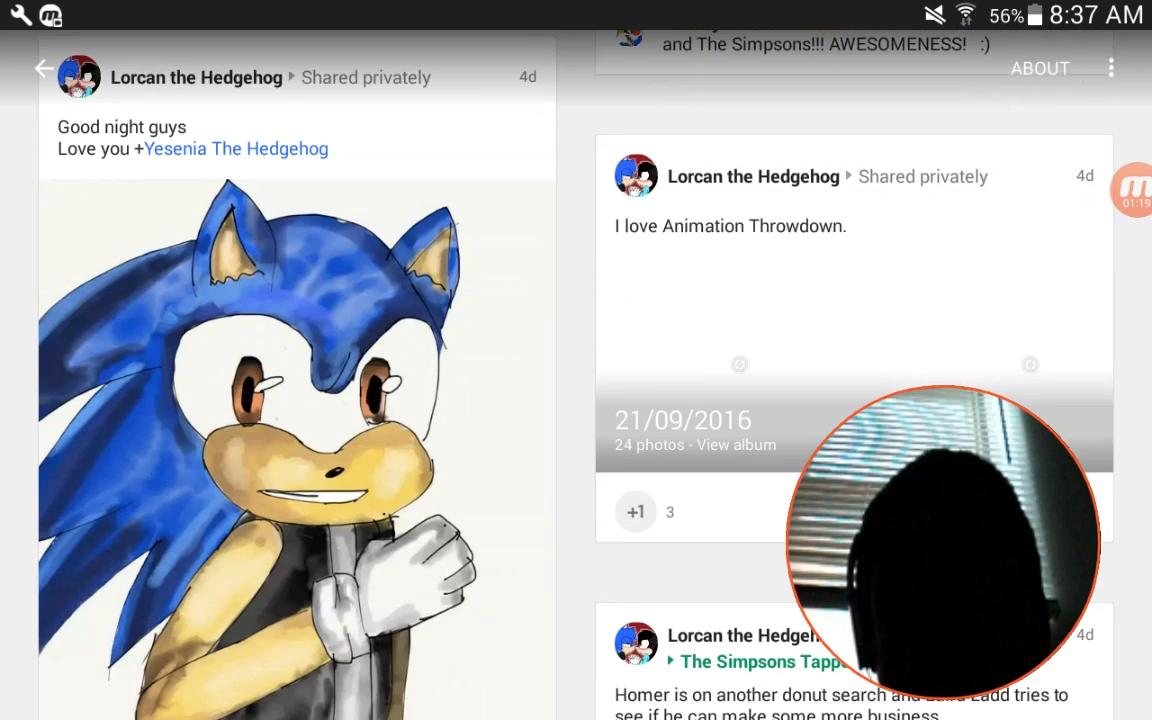 56% 8:37 AM
Lorcan the Hedgehog Shared privately 4d
Good night guys
Love you +Yesenia The Hedgehog
and The Simpsons!!! AWESOMENESS! :)
ABOUT
Lorcan the Hedgehog Shared privately 4d
I love Animation Throwdown.
21/09/2016
24 photos - View album
+1 3
01:19
Lorcan the Hedgeh 4d
The Simpsons Tapp
Homer is on another donut search and Ladd tries to
see if he can make some more business